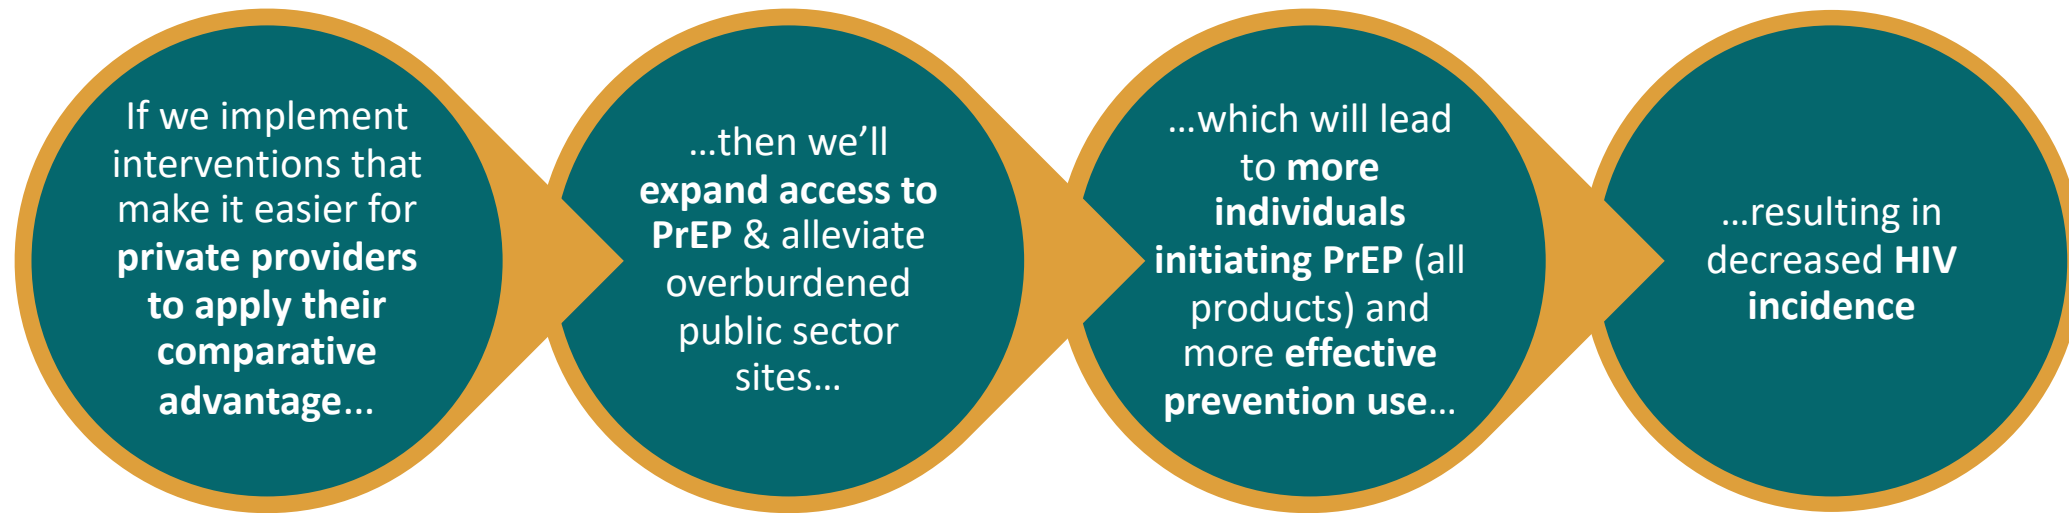 If we implement
interventions that
make it easier for
private providers
to apply their
comparative
advantage...
...then we’ll
expand access to
PrEP & alleviate
overburdened
public sector
sites...
...which will lead
to more
individuals
initiating PrEP (all
products) and
more effective
prevention use...
...resulting in
decreased HIV
incidence